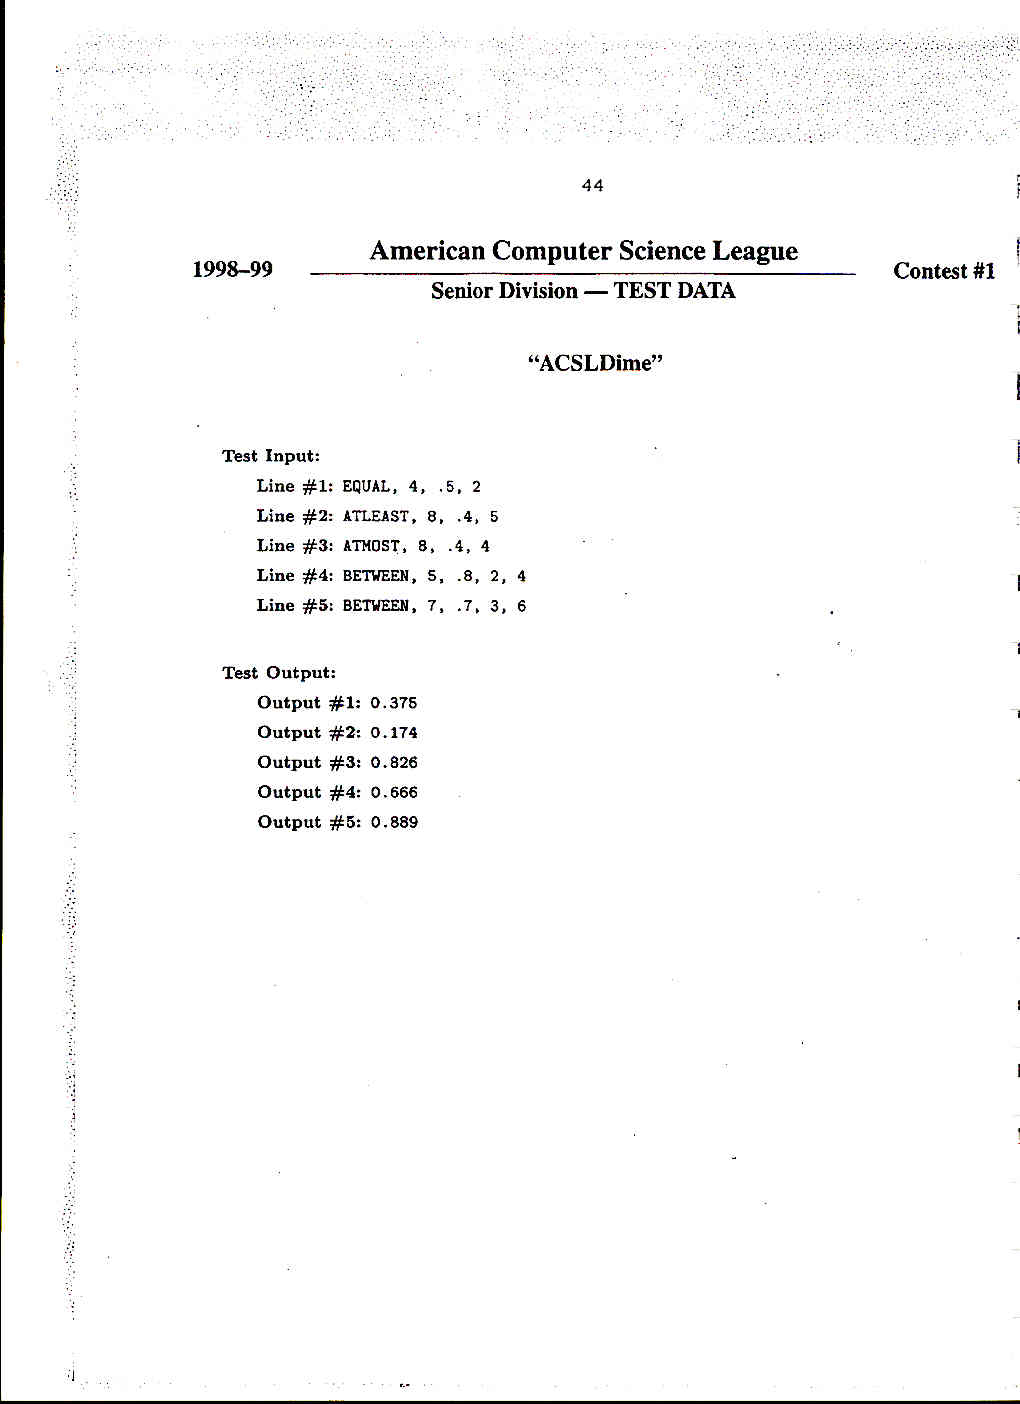 44
American Computer Science League
1998–99
Contest #1
Senior Division — TEST DATA
“ACSLDime”
Test Input:
Line #1: EQUAL, 4, .5, 2
Line #2: ATLEAST, 8, .4, 5
Line #3: ATMOST, 8, .4, 4
Line #4: BETWEEN, 5, .8, 2, 4
Line #5: BETWEEN, 7, .7, 3, 6
Test Output:
Output #1: 0.375
Output #2: 0.174
Output #3: 0.826
Output #4: 0.666
Output #5: 0.889